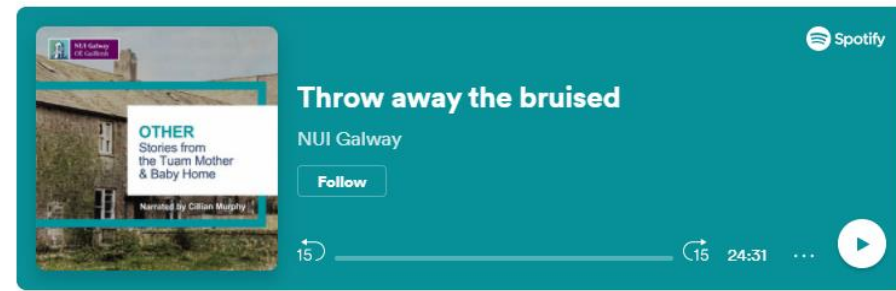 NUI Galway
OÉ Gaillimh
OTHER
Stories from
the Tuam Mother
& Baby Home
Narrated by Cillian Murphy
Spotify
Throw away the bruised
NUI Galway
Follow
15
15
24:31
...